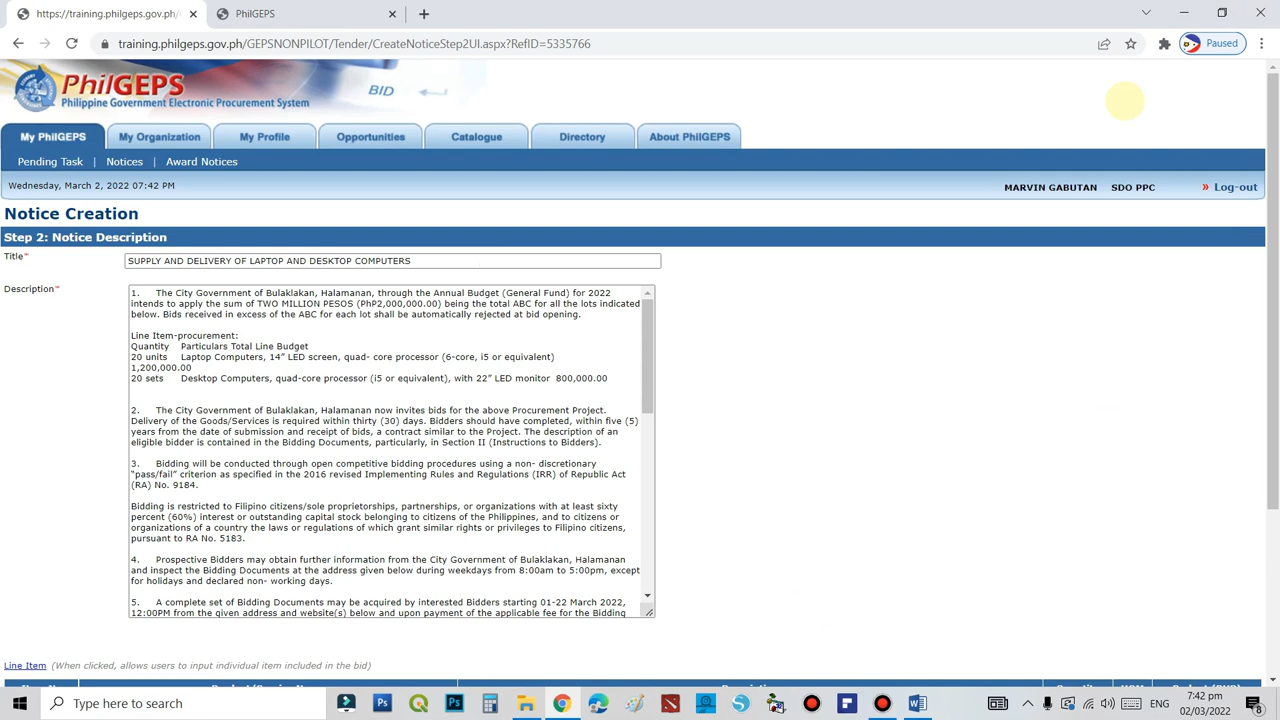 https://training.philgeps.gov.ph/
PhilGEPS
training.philgeps.gov.ph/GEPSNONPILOT/Tender/CreateNoticeStep2UI.aspx?RefID=5335766
Paused
PhilGEPS
Philippine Government Electronic Procurement System
BID
My PhilGEPS
My Organization
My Profile
Opportunities
Catalogue
Directory
About PhilGEPS
Pending Task | Notices | Award Notices
Wednesday, March 2, 2022 07:42 PM
MARVIN GABUTAN SDO PPC » Log-out
Notice Creation
Step 2: Notice Description
Title*
SUPPLY AND DELIVERY OF LAPTOP AND DESKTOP COMPUTERS
Description*
1. The City Government of Bulaklakan, Halamanan, through the Annual Budget (General Fund) for 2022
intends to apply the sum of TWO MILLION PESOS (PhP2,000,000.00) being the total ABC for all the lots indicated
below. Bids received in excess of the ABC for each lot shall be automatically rejected at bid opening.
Line Item-procurement:
Quantity Particulars Total Line Budget
20 units Laptop Computers, 14” LED screen, quad- core processor (6-core, i5 or equivalent)
1,200,000.00
20 sets Desktop Computers, quad-core processor (i5 or equivalent), with 22” LED monitor 800,000.00
2. The City Government of Bulaklakan, Halamanan now invites bids for the above Procurement Project.
Delivery of the Goods/Services is required within thirty (30) days. Bidders should have completed, within five (5)
years from the date of submission and receipt of bids, a contract similar to the Project. The description of an
eligible bidder is contained in the Bidding Documents, particularly, in Section II (Instructions to Bidders).
3. Bidding will be conducted through open competitive bidding procedures using a non- discretionary
“pass/fail” criterion as specified in the 2016 revised Implementing Rules and Regulations (IRR) of Republic Act
(RA) No. 9184.
Bidding is restricted to Filipino citizens/sole proprietorships, partnerships, or organizations with at least sixty
percent (60%) interest or outstanding capital stock belonging to citizens of the Philippines, and to citizens or
organizations of a country the laws or regulations of which grant similar rights or privileges to Filipino citizens,
pursuant to RA No. 5183.
4. Prospective Bidders may obtain further information from the City Government of Bulaklakan, Halamanan
and inspect the Bidding Documents at the address given below during weekdays from 8:00am to 5:00pm, except
for holidays and declared non- working days.
5. A complete set of Bidding Documents may be acquired by interested Bidders starting 01-22 March 2022,
12:00PM from the given address and website(s) below and upon payment of the applicable fee for the Bidding
Line Item (When clicked, allows users to input individual item included in the bid)
Type here to search
ENG
7:42 pm
02/03/2022